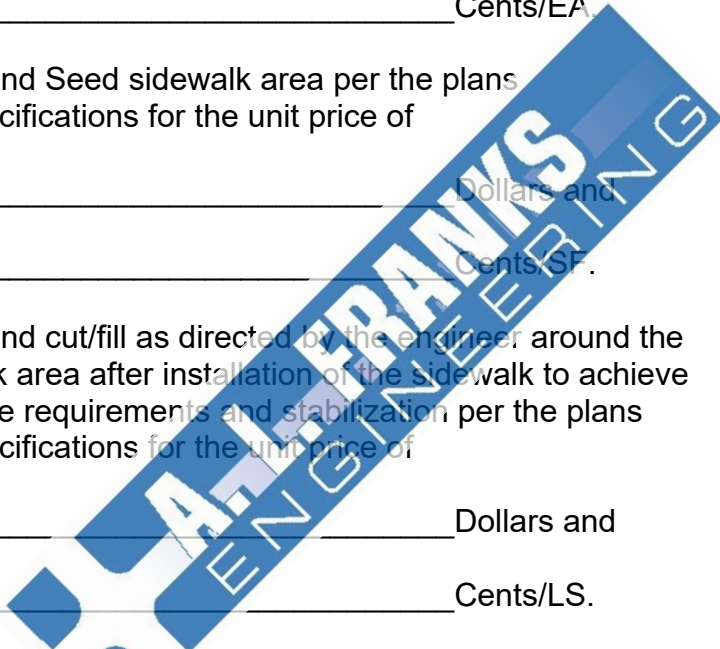 Cents/EA.
nd Seed sidewalk area per the plans
cifications for the unit price of
Dollars and
Cents/SF.
nd cut/fill as directed by the engineer around the
k area after installation of the sidewalk to achieve
e requirements and stabilization per the plans
cifications for the unit price of
Dollars and
Cents/LS.
A. L. FRANKS
ENGINEERING